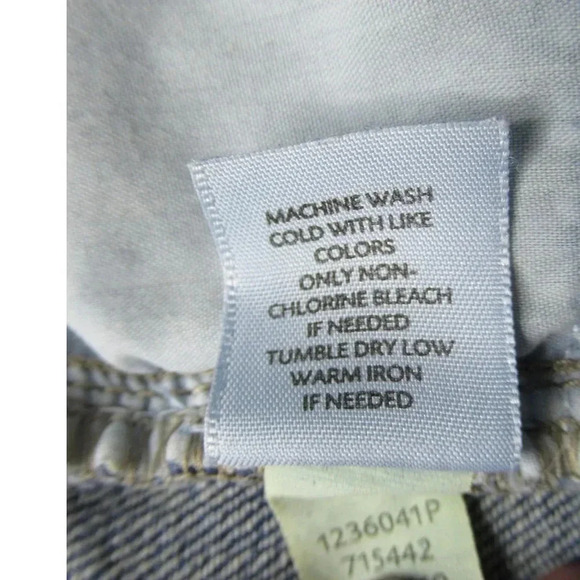 MACHINE WASH
COLD WITH LIKE
COLORS
ONLY NON-
CHLORINE BLEACH
IF NEEDED
TUMBLE DRY LOW
WARM IRON
IF NEEDED
1236041P
715442